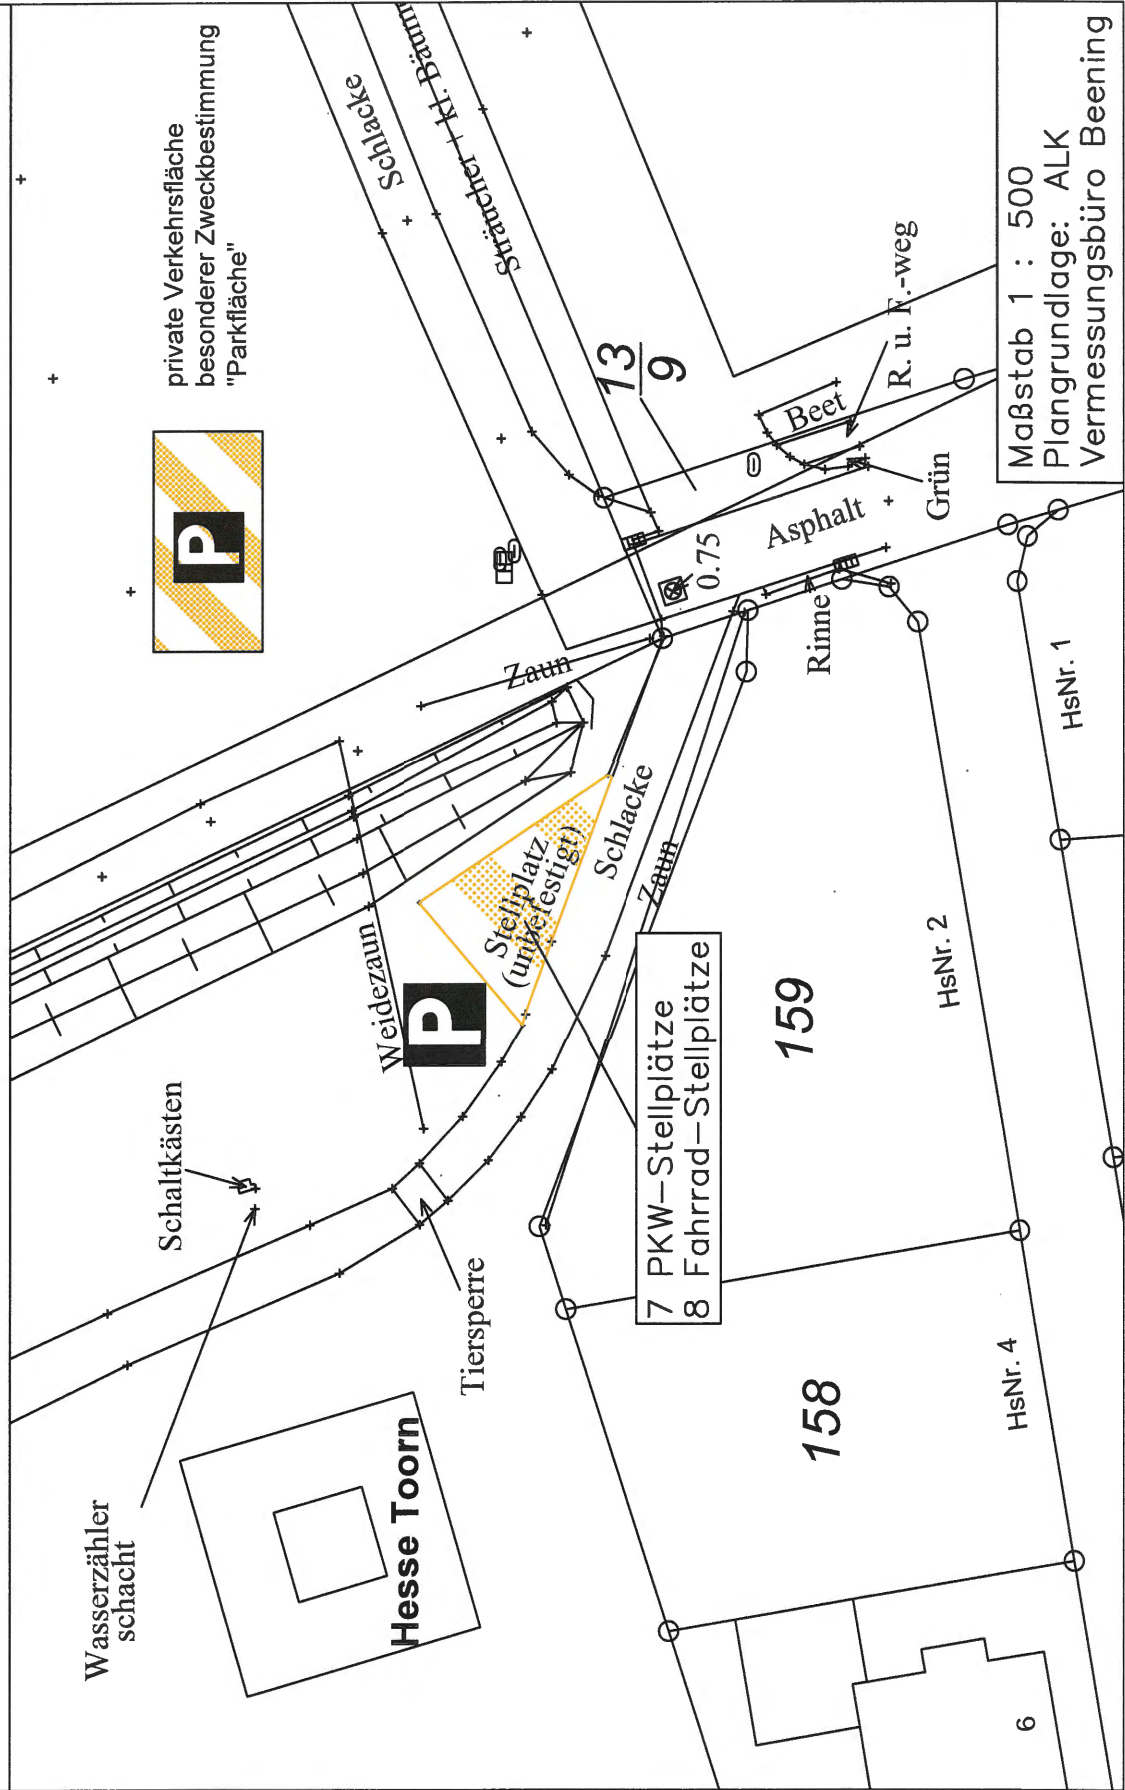 Wasserzähler
schacht
Schaltkästen
P
private Verkehrsfläche
besonderer Zweckbestimmung
"Parkfläche"
Schlacke
Sträucher + kl. Bäum
Weidezaun
Zaun
Hesse Toorn
Tiersperre
P
Stellplatz
(unbefestigt)
Schlacke
Zaun
13
9
0.75
Asphalt
Beet
R. u. F.-weg
Grün
Rinne
7 PKW-Stellplätze
8 Fahrrad-Stellplätze
158
159
HsNr. 4
HsNr. 2
HsNr. 1
6
Maßstab 1 : 500
Plangrundlage: ALK
Vermessungsbüro Beening